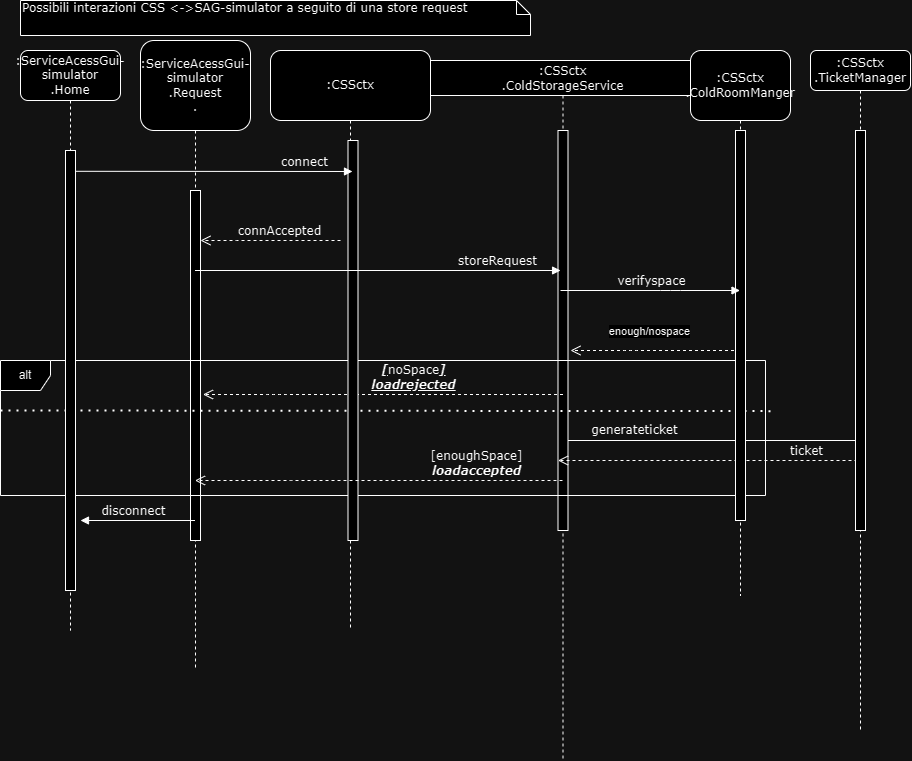 Possibili interazioni CSS <->SAG-simulator a seguito di una store request
:ServiceAcessGui-
simulator
.Home
:ServiceAcessGui-
simulator
.Request
.
:CSSctx
:CSSctx
.ColdStorageService
:CSSctx
.ColdRoomManger
:CSSctx
.TicketManager
connect
connAccepted
storeRequest
verifyspace
enough/nospace
alt
[noSpace]
loadrejected
generateticket
ticket
[enoughSpace]
loadaccepted
disconnect